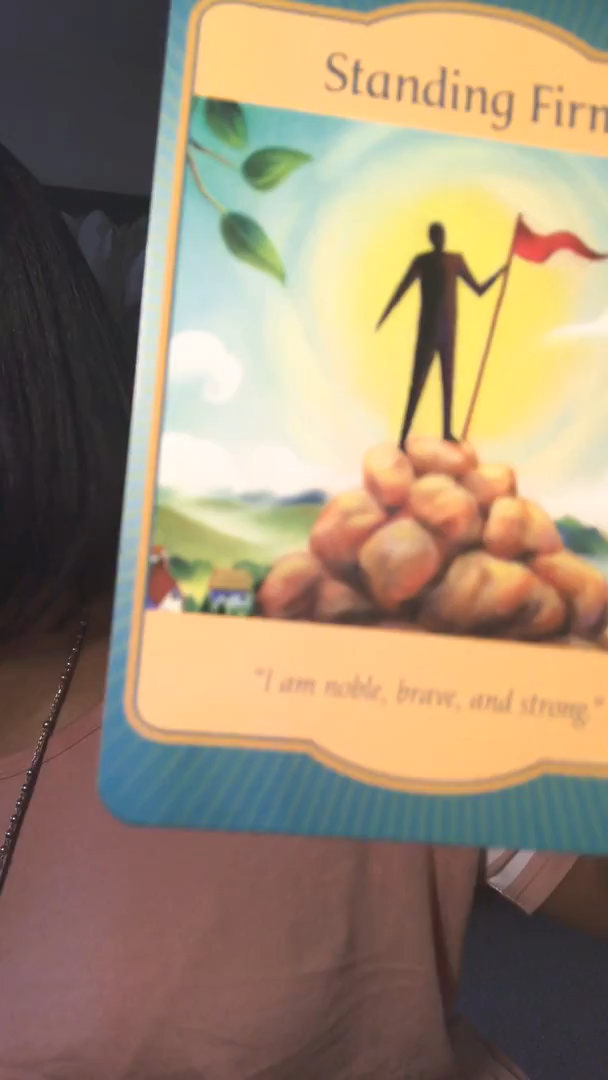 Standing Firm
"I am noble, brave, and strong."